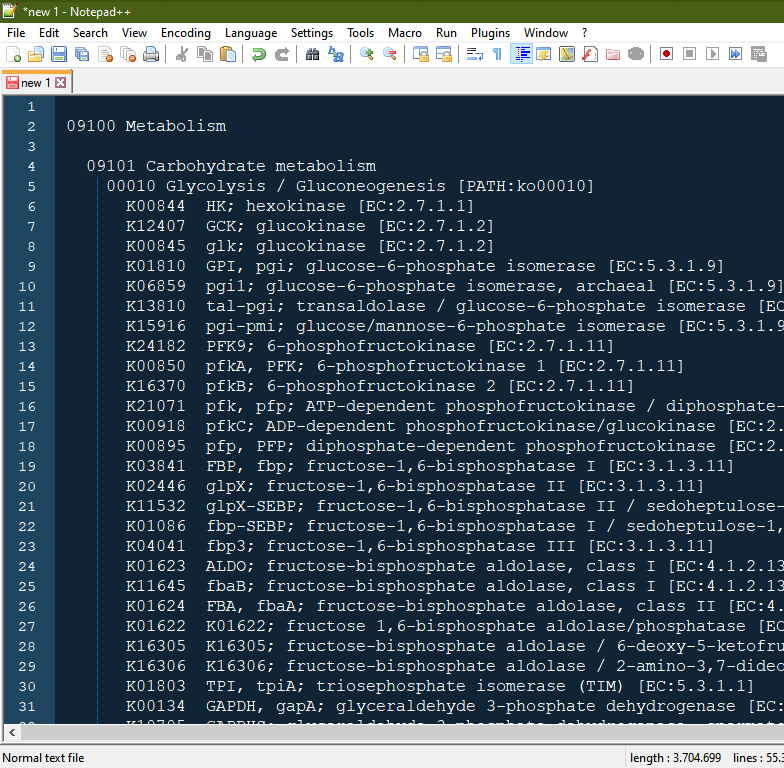 *new 1 - Notepad++
File Edit Search View Encoding Language Settings Tools Macro Run Plugins Window ?
new 1
1
2 09100 Metabolism
3
4 09101 Carbohydrate metabolism
5 00010 Glycolysis / Gluconeogenesis [PATH:ko00010]
6 K00844 HK; hexokinase [EC:2.7.1.1]
7 K12407 GCK; glucokinase [EC:2.7.1.2]
8 K00845 glk; glucokinase [EC:2.7.1.2]
9 K01810 GPI, pgi; glucose-6-phosphate isomerase [EC:5.3.1.9]
10 K06859 pgi1; glucose-6-phosphate isomerase, archaeal [EC:5.3.1.9]
11 K13810 tal-pgi; transaldolase / glucose-6-phosphate isomerase [EC
12 K15916 pgi-pmi; glucose/mannose-6-phosphate isomerase [EC:5.3.1.9
13 K24182 PFK9; 6-phosphofructokinase [EC:2.7.1.11]
14 K00850 pfkA, PFK; 6-phosphofructokinase 1 [EC:2.7.1.11]
15 K16370 pfkB; 6-phosphofructokinase 2 [EC:2.7.1.11]
16 K21071 pfk, pfp; ATP-dependent phosphofructokinase / diphosphate-
17 K00918 pfkC; ADP-dependent phosphofructokinase/glucokinase [EC:2.
18 K00895 pfp, PFP; diphosphate-dependent phosphofructokinase [EC:2.
19 K03841 FBP, fbp; fructose-1,6-bisphosphatase I [EC:3.1.3.11]
20 K02446 glpX; fructose-1,6-bisphosphatase II [EC:3.1.3.11]
21 K11532 glpX-SEBP; fructose-1,6-bisphosphatase II / sedoheptulose-
22 K01086 fbp-SEBP; fructose-1,6-bisphosphatase I / sedoheptulose-1,
23 K04041 fbp3; fructose-1,6-bisphosphatase III [EC:3.1.3.11]
24 K01623 ALDO; fructose-bisphosphate aldolase, class I [EC:4.1.2.13
25 K11645 fbaB; fructose-bisphosphate aldolase, class I [EC:4.1.2.13
26 K01624 FBA, fbaA; fructose-bisphosphate aldolase, class II [EC:4.
27 K01622 K01622; fructose 1,6-bisphosphate aldolase/phosphatase [EC
28 K16305 K16305; fructose-bisphosphate aldolase / 6-deoxy-5-ketofru
29 K16306 K16306; fructose-bisphosphate aldolase / 2-amino-3,7-dideo
30 K01803 TPI, tpiA; triosephosphate isomerase (TIM) [EC:5.3.1.1]
31 K00134 GAPDH, gapA; glyceraldehyde 3-phosphate dehydrogenase [EC:
Normal text file length : 3.704.699 lines : 55.3